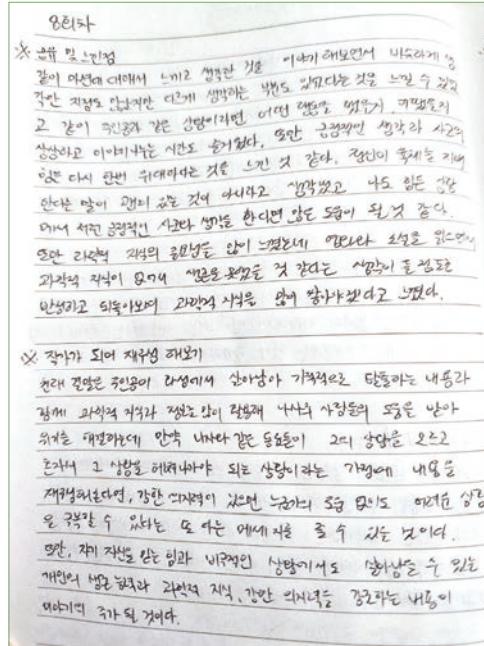 8회차
※ 공유 및 느낀점
같이 마션에 대해서 느끼고 생각한 것을 이야기해보면서 비슷하게 생
각한 지점도 있었지만 다르게 생각하는 부분도 있었다는 것을 느낄 수 있었
고 같이 주인공과 같은 상황이라면 어떤 행동을 했을지, 어땠을지
상상하고 이야기 나누는 시간도 즐거웠다. 또한 긍정적인 생각과 사고의
힘은 다시 한번 위대하다는 것을 느낀 것 같다. 정신이 육체를 지배
한다는 말이 괜히 있는 것이 아니라고 생각했고 나도 힘든 상황
에서 서면 긍정적인 사고와 생각을 한다면 많은 도움이 될 것 같다.
또한 과학적 지식의 중요성을 많이 느꼈는데 영화와 소설을 읽으면서
과학적 지식이 없어 생존을 못했을 것 같다는 생각이 들 정도로
반성하고 되돌아보며 과학적 지식을 많이 쌓아야겠다고 느꼈다.
※ 작가가 되어 재구성 해보기
원래 결말은 주인공이 화성에서 살아남아 기적적으로 탈출하는 내용과
함께 과학적 지식과 정보를 많이 활용해 나사의 사람들의 도움을 받아
위기를 해결하는데 만약 나사와 같은 동료들이 그의 상황을 모르고
혼자서 그 상황을 헤쳐나가야 되는 상황이라는 가정에 내용을
재구성해본다면, 강한 의지력이 있으면 누군가의 도움 없이도 어려운 상황
을 극복할 수 있다는 또 다른 메세지를 줄 수 있을 것이다.
또한, 자기 자신을 믿는 힘과 비극적인 상황에서도 살아남을 수 있는
개인의 생존 능력과 과학적 지식, 강한 의지력을 강조하는 내용이
이야기의 주가 될 것이다.